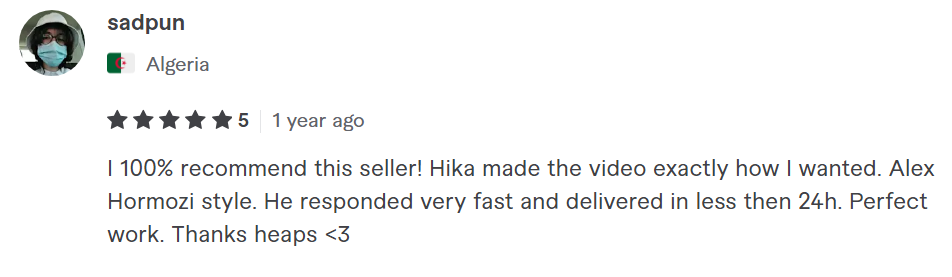 sadpun
Algeria
5 1 year ago
I 100% recommend this seller! Hika made the video exactly how I wanted. Alex
Hormozi style. He responded very fast and delivered in less then 24h. Perfect
work. Thanks heaps <3